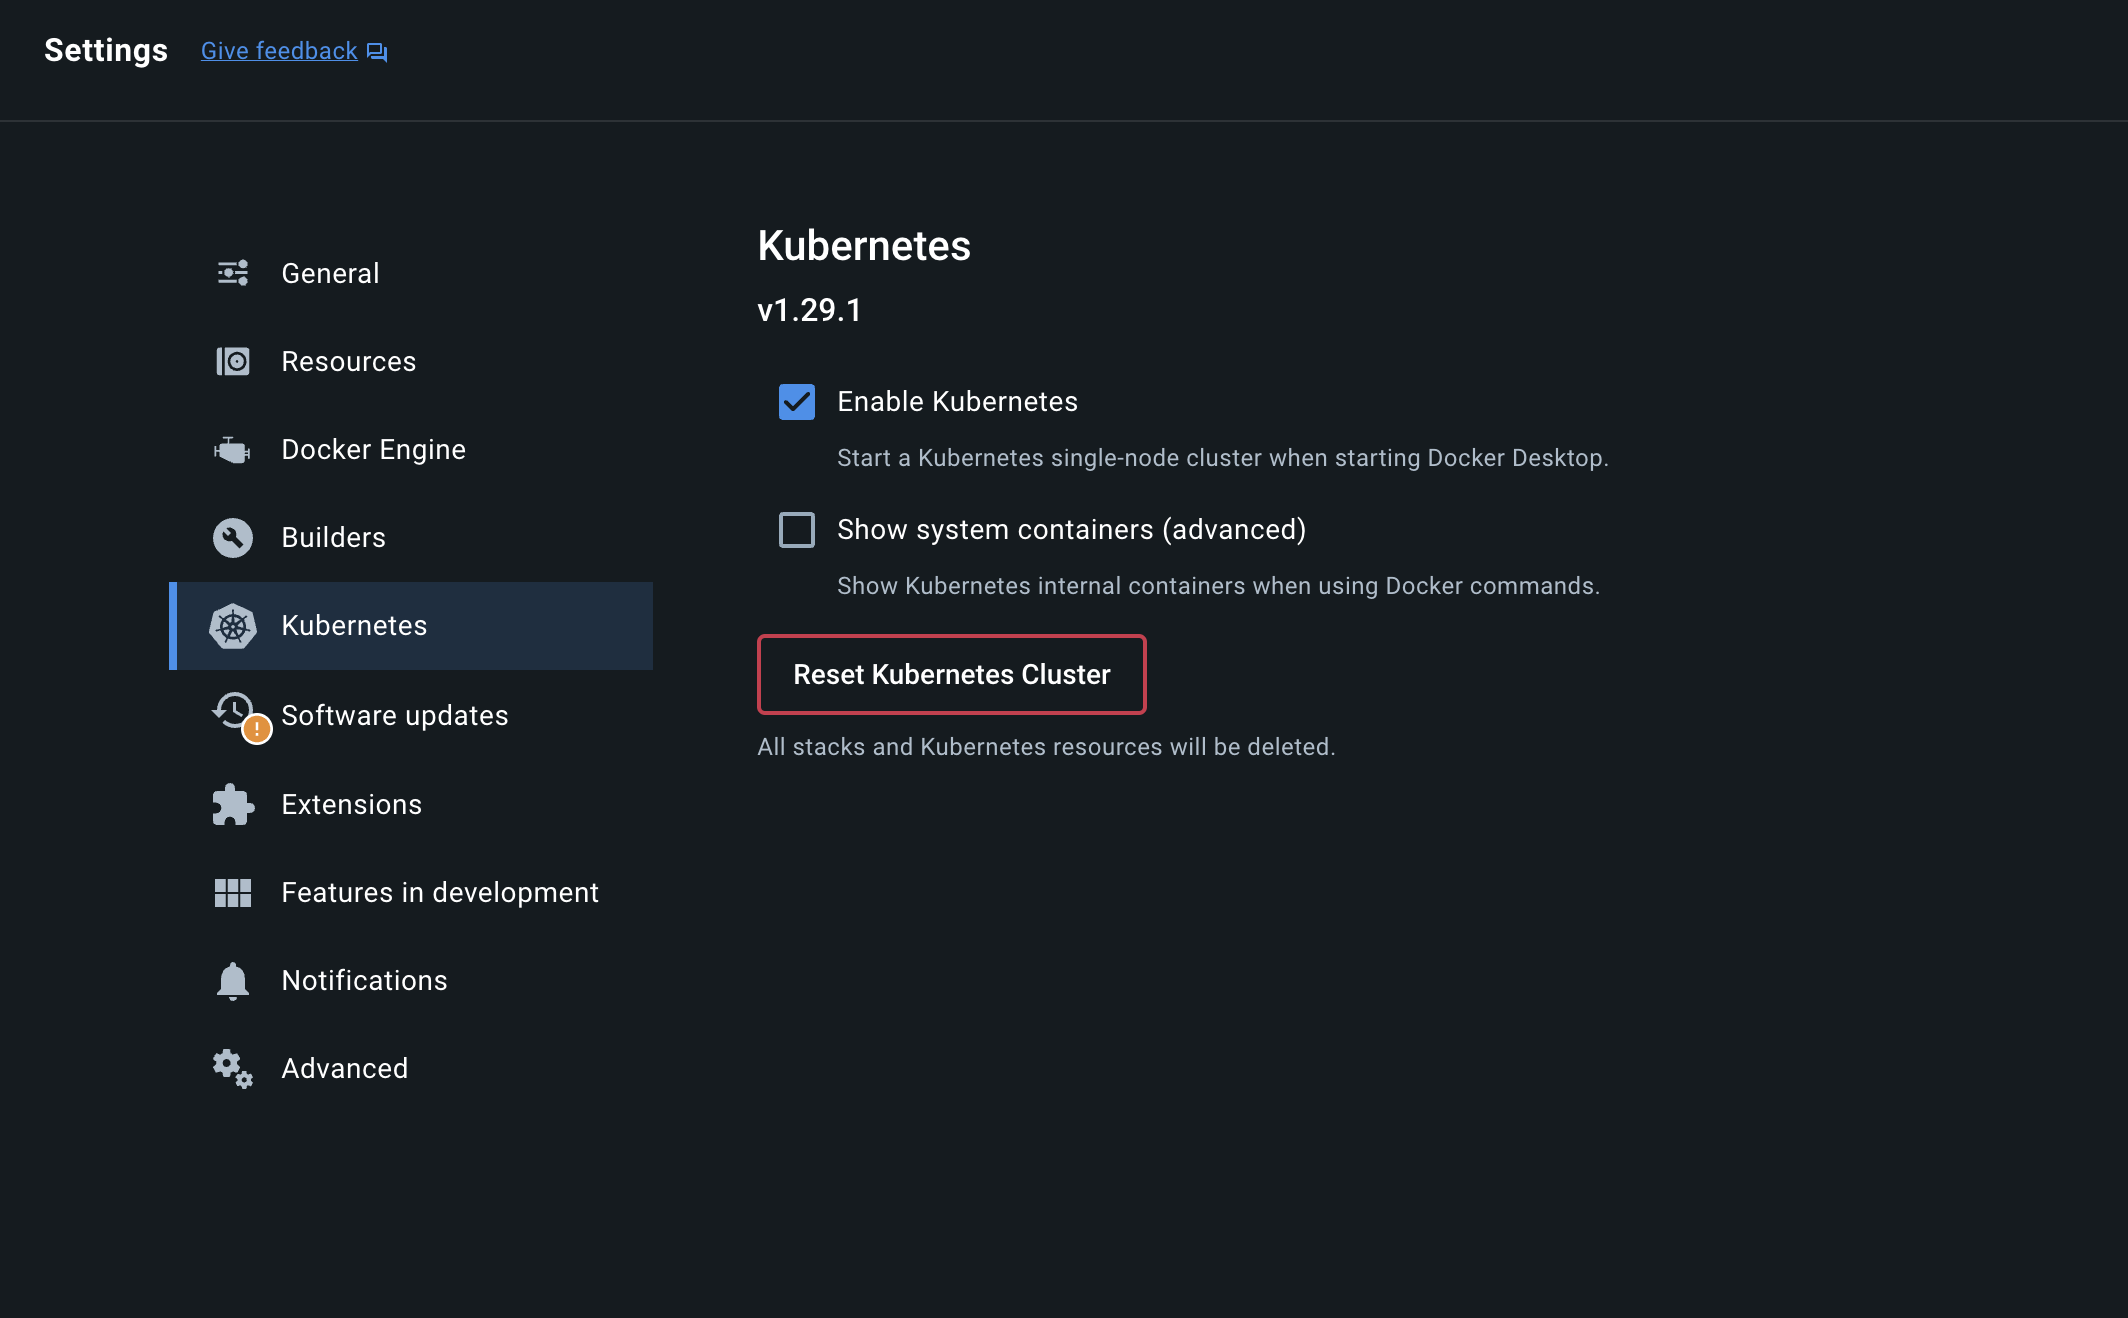 Settings
Give feedback
General
Resources
Docker Engine
Builders
Kubernetes
Software updates
Extensions
Features in development
Notifications
Advanced
Kubernetes
v1.29.1
Enable Kubernetes
Start a Kubernetes single-node cluster when starting Docker Desktop.
Show system containers (advanced)
Show Kubernetes internal containers when using Docker commands.
Reset Kubernetes Cluster
All stacks and Kubernetes resources will be deleted.